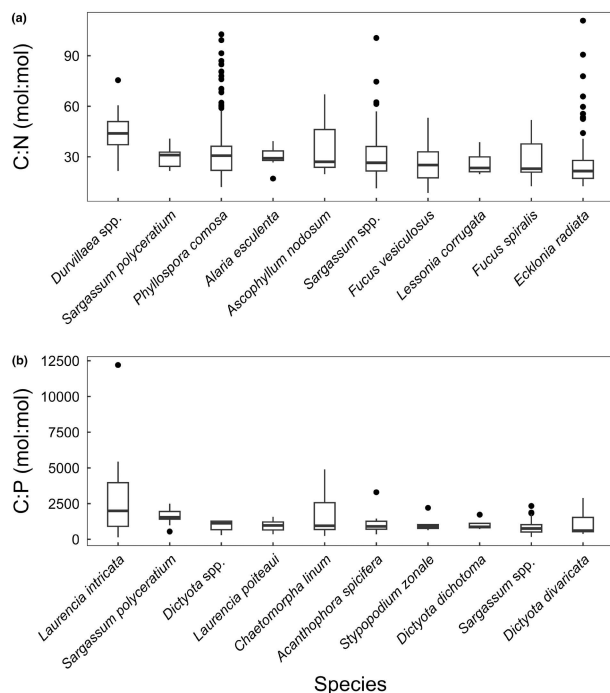 (a)
C:N (mol:mol)
90
60
30
Durvillaea spp.
Sargassum polyceratium
Phyllospora comosa
Alaria esculenta
Ascophyllum nodosum
Sargassum spp.
Fucus vesiculosus
Lessonia corrugata
Fucus spiralis
Ecklonia radiata
(b)
C:P (mol:mol)
12500
10000
7500
5000
2500
0
Laurencia intricata
Sargassum polyceratium
Dictyota spp.
Laurencia poiteaui
Chaetomorpha linum
Acanthophora spicifera
Stypopodium zonale
Dictyota dichotoma
Sargassum spp.
Dictyota divaricata
Species